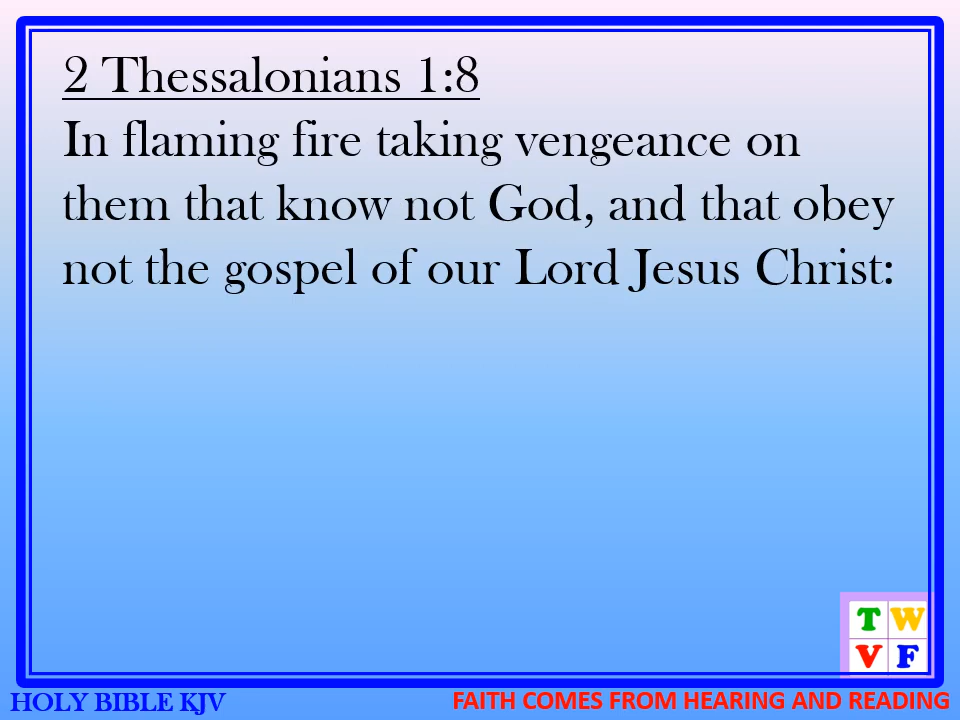 2 Thessalonians 1:8
In flaming fire taking vengeance on
them that know not God, and that obey
not the gospel of our Lord Jesus Christ:
T W
V F
HOLY BIBLE KJV
FAITH COMES FROM HEARING AND READING